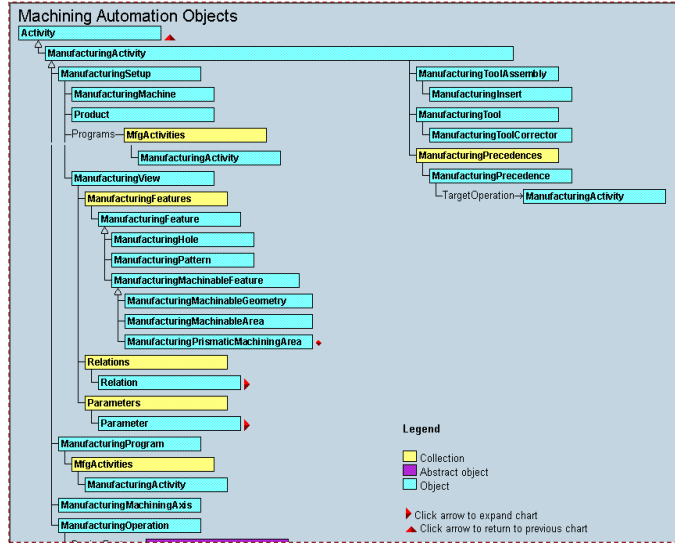 Machining Automation Objects
Activity
ManufacturingActivity
ManufacturingSetup
ManufacturingMachine
Product
Programs MfgActivities
ManufacturingActivity
ManufacturingView
ManufacturingFeatures
ManufacturingFeature
ManufacturingHole
ManufacturingPattern
ManufacturingMachinableFeature
ManufacturingMachinableGeometry
ManufacturingMachinableArea
ManufacturingPrismaticMachiningArea
Relations
Relation
Parameters
Parameter
ManufacturingProgram
MfgActivities
ManufacturingActivity
ManufacturingMachiningAxis
ManufacturingOperation
ManufacturingToolAssembly
ManufacturingInsert
ManufacturingTool
ManufacturingToolCorrector
ManufacturingPrecedences
ManufacturingPrecedence
TargetOperation ManufacturingActivity
Legend
Collection
Abstract object
Object
Click arrow to expand chart
Click arrow to return to previous chart